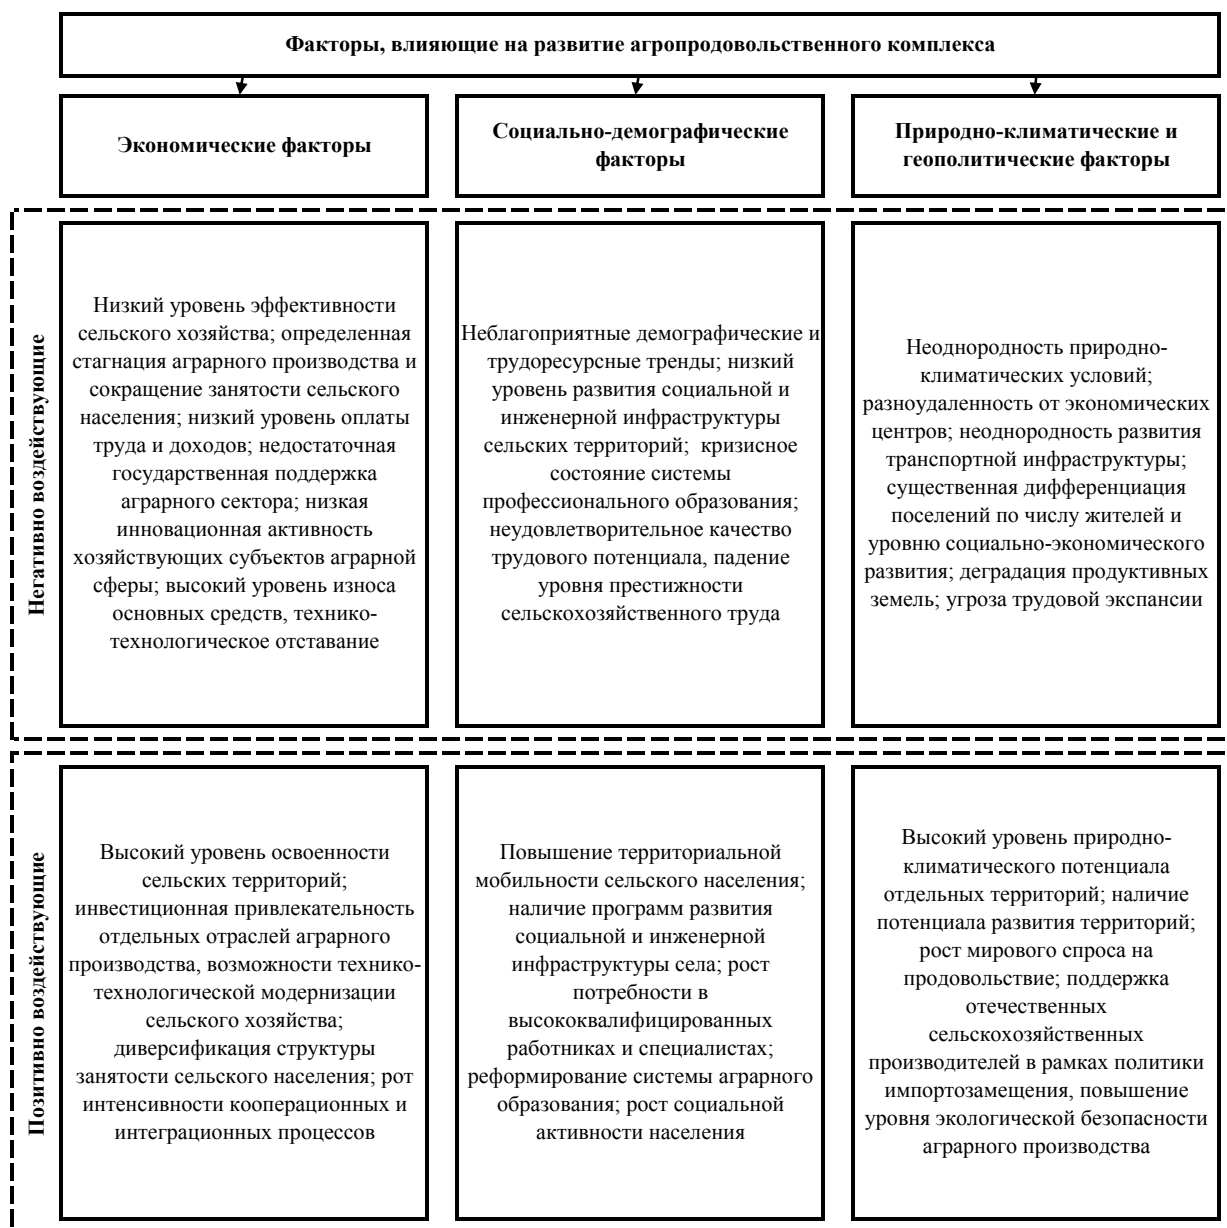 Факторы, влияющие на развитие агропродовольственного комплекса
Экономические факторы
Социально-демографические
факторы
Природно-климатические и
геополитические факторы
Негативно воздействующие
Низкий уровень эффективности
сельского хозяйства; определенная
стагнация аграрного производства и
сокращение занятости сельского
населения; низкий уровень оплаты
труда и доходов; недостаточная
государственная поддержка
аграрного сектора; низкая
инновационная активность
хозяйствующих субъектов аграрной
сферы; высокий уровень износа
основных средств, технико-
технологическое отставание
Неблагоприятные демографические и
трудоресурсные тренды; низкий
уровень развития социальной и
инженерной инфраструктуры
сельских территорий;  кризисное
состояние системы
профессионального образования;
неудовлетворительное качество
трудового потенциала, падение
уровня престижности
сельскохозяйственного труда
Неоднородность природно-
климатических условий;
разноудаленность от экономических
центров; неоднородность развития
транспортной инфраструктуры;
существенная дифференциация
поселений по числу жителей и
уровню социально-экономического
развития; деградация продуктивных
земель; угроза трудовой экспансии
Позитивно воздействующие
Высокий уровень освоенности
сельских территорий;
инвестиционная привлекательность
отдельных отраслей аграрного
производства, возможности технико-
технологической модернизации
сельского хозяйства;
диверсификация структуры
занятости сельского населения; рот
интенсивности кооперационных и
интеграционных процессов
Повышение территориальной
мобильности сельского населения;
наличие программ развития
социальной и инженерной
инфраструктуры села; рост
потребности в
высококвалифицированных
работниках и специалистах;
реформирование системы аграрного
образования; рост социальной
активности населения
Высокий уровень природно-
климатического потенциала
отдельных территорий; наличие
потенциала развития территорий;
рост мирового спроса на
продовольствие; поддержка
отечественных
сельскохозяйственных
производителей в рамках политики
импортозамещения, повышение
уровня экологической безопасности
аграрного производства